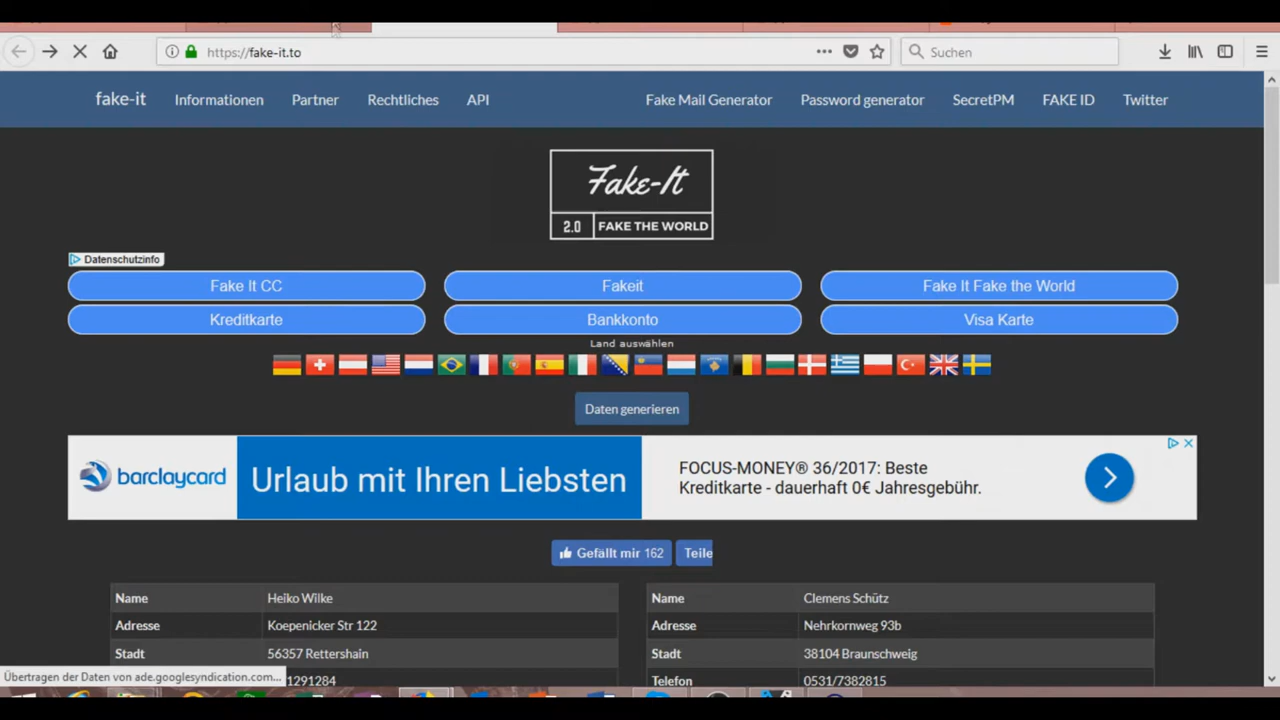 https://fake-it.to
Suchen
fake-it Informationen Partner Rechtliches API Fake Mail Generator Password generator SecretPM FAKE ID Twitter
Fake-It
2.0 FAKE THE WORLD
Datenschutzinfo
Fake It CC Fakeit Fake It Fake the World
Kreditkarte Bankkonto Visa Karte
Land auswählen
Daten generieren
barclaycard
Urlaub mit Ihren Liebsten
FOCUS-MONEY® 36/2017: Beste
Kreditkarte - dauerhaft 0€ Jahresgebühr.
Gefällt mir 162 Teile
Name Heiko Wilke Name Clemens Schütz
Adresse Koepenicker Str 122 Adresse Nehrkornweg 93b
Stadt 56357 Rettershain Stadt 38104 Braunschweig
1291284 Telefon 0531/7382815
Übertragen der Daten von ade.googlesyndication.com...